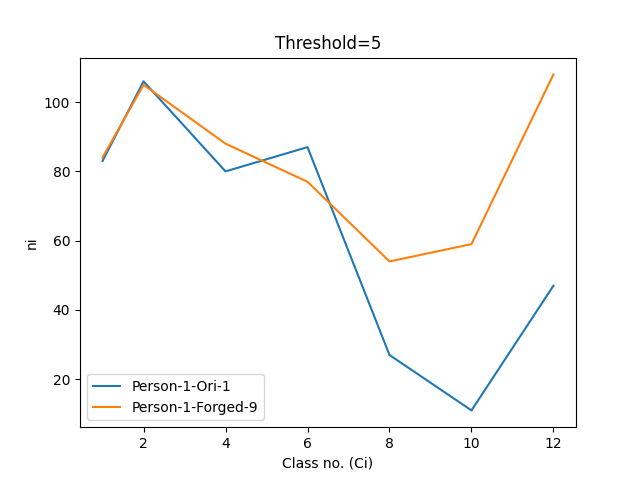 Threshold=5
100
80
60
40
20
ni
Person-1-Ori-1
Person-1-Forged-9
2 4 6 8 10 12
Class no. (Ci)